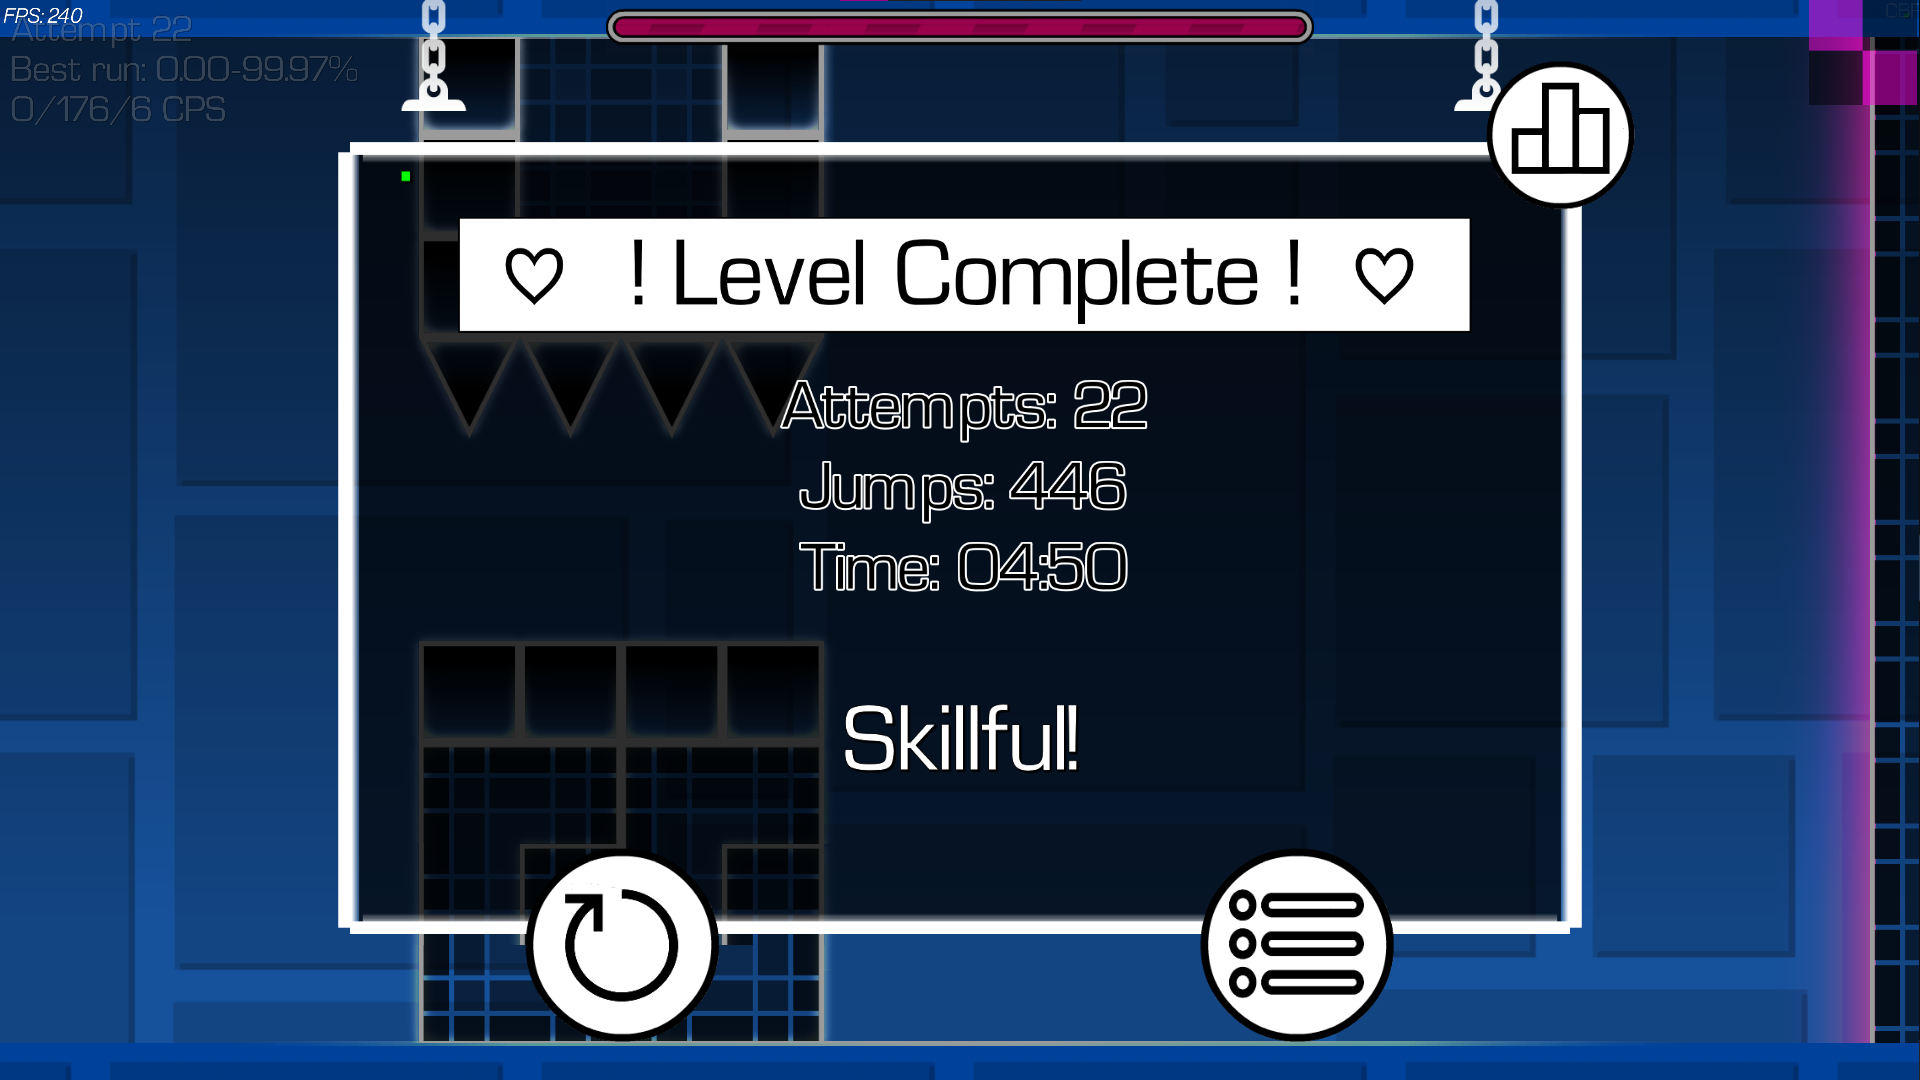 FPS: 240
Attempt 22
Best run: 0.00-99.97%
0/176/6 CPS
CBF
♡ ! Level Complete ! ♡
Attempts: 22
Jumps: 446
Time: 04:50
Skillful!